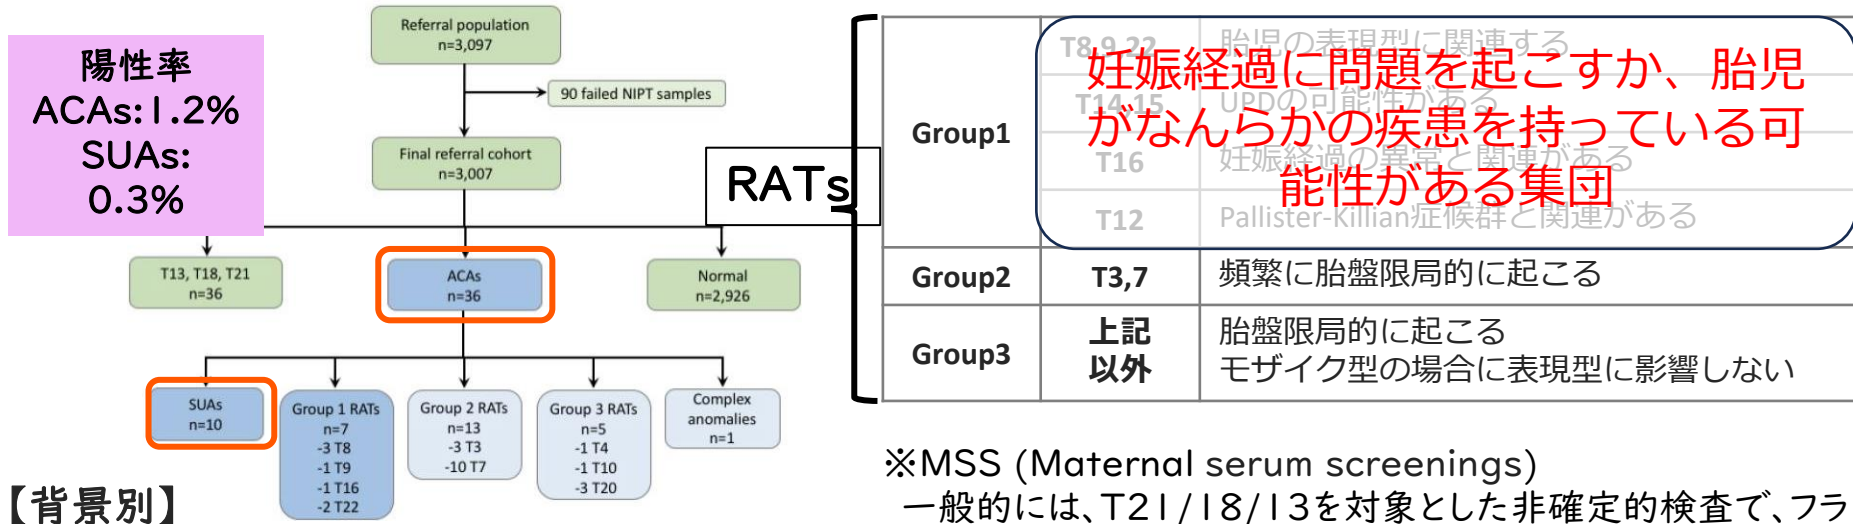 陽性率
ACAs:1.2%
SUAs:
0.3%
Referral population
n=3,097
90 failed NIPT samples
Final referral cohort
n=3,007
T13, T18, T21
n=36
ACAs
n=36
Normal
n=2,926
SUAs
n=10
Group 1 RATs
n=7
-3 T8
-1 T9
-1 T16
-2 T22
Group 2 RATs
n=13
-3 T3
-10 T7
Group 3 RATs
n=5
-1 T4
-1 T10
-3 T20
Complex
anomalies
n=1
【背景別】
RATs
Group1
T8,9,22 胎児の表現型に関連する
T14,15 UPDの可能性がある
T16 妊娠経過の異常と関連がある
T12 Pallister-Killian症候群と関連がある
妊娠経過に問題を起こすか、胎児
がなんらかの疾患を持っている可
能性がある集団
Group2 T3,7 頻繁に胎盤限局的に起こる
Group3 上記
以外
胎盤限局的に起こる
モザイク型の場合に表現型に影響しない
※MSS (Maternal serum screenings)
一般的には、T21/18/13を対象とした非確定的検査で、フラ